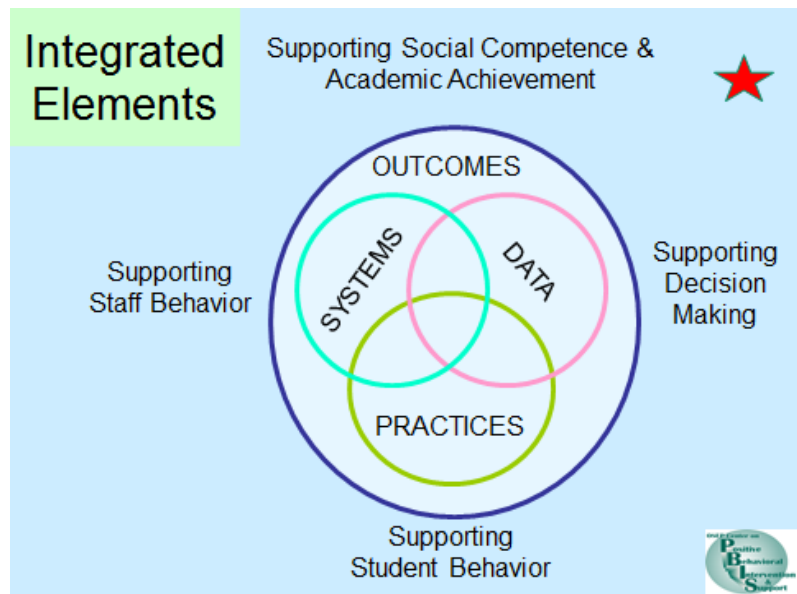 Integrated
Elements
Supporting Social Competence &
Academic Achievement
OUTCOMES
SYSTEMS
DATA
Supporting
Staff Behavior
Supporting
Decision
Making
PRACTICES
Supporting
Student Behavior
Positive
Behavioral
Intervention
&
Support